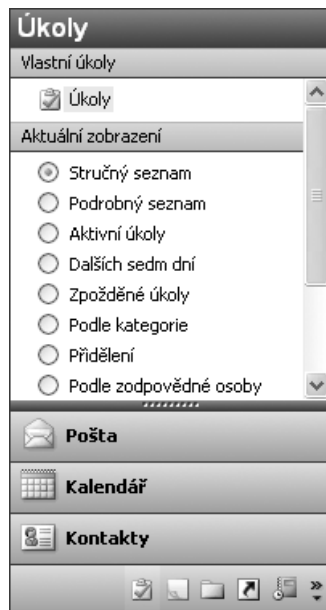 Úkoly
Vlastní úkoly
Úkoly
Aktuální zobrazení
Stručný seznam
Podrobný seznam
Aktivní úkoly
Dalších sedm dní
Zpožděné úkoly
Podle kategorie
Přidělení
Podle zodpovědné osoby
Pošta
Kalendář
Kontakty